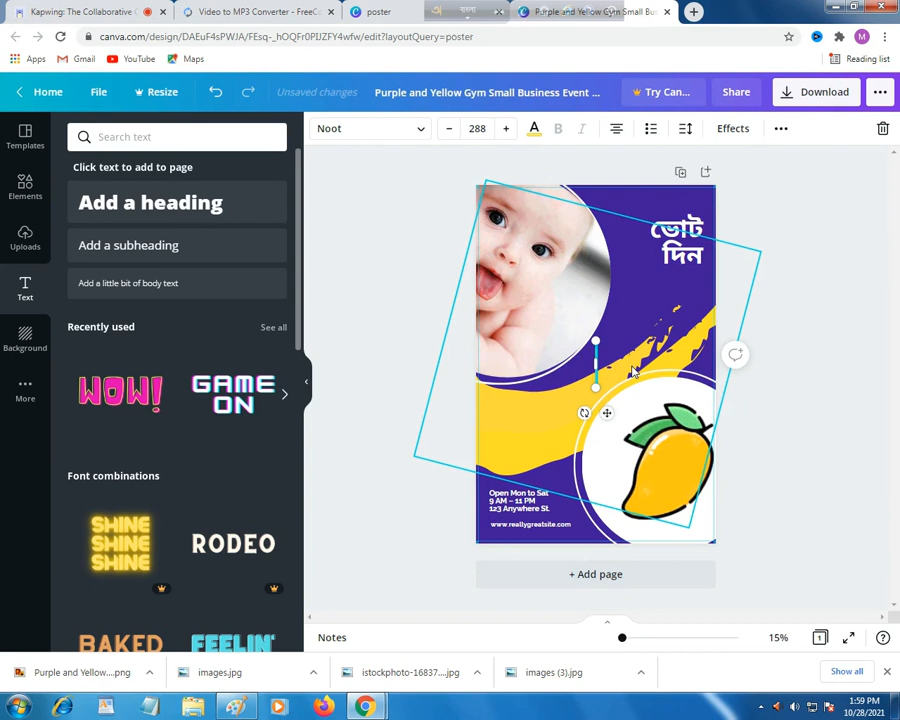 Kapwing: The Collaborative C
Video to MP3 Converter - FreeCo
poster
বাংলা
Purple and Yellow Gym Small Bus
canva.com/design/DAEuF4sPWJA/FEsq-_hOQFr0PIJZFY4wfw/edit?layoutQuery=poster
M
Apps
Gmail
YouTube
Maps
Reading list
Home
File
Resize
Unsaved changes
Purple and Yellow Gym Small Business Event ...
Try Can...
Share
Download
Templates
Elements
Uploads
Text
Background
More
Search text
Click text to add to page
Add a heading
Add a subheading
Add a little bit of body text
Recently used
See all
WOW!
GAME
ON
Font combinations
SHINE
SHINE
SHINE
RODEO
BAKED
FEELIN'
Noot
288
A
B
I
Effects
ভোট
দিন
Open Mon to Sat
9 AM – 11 PM
123 Anywhere St.
www.reallygreatsite.com
+ Add page
Notes
15%
1
Purple and Yellow....png
images.jpg
istockphoto-16837....jpg
images (3).jpg
Show all
1:59 PM
10/28/2021